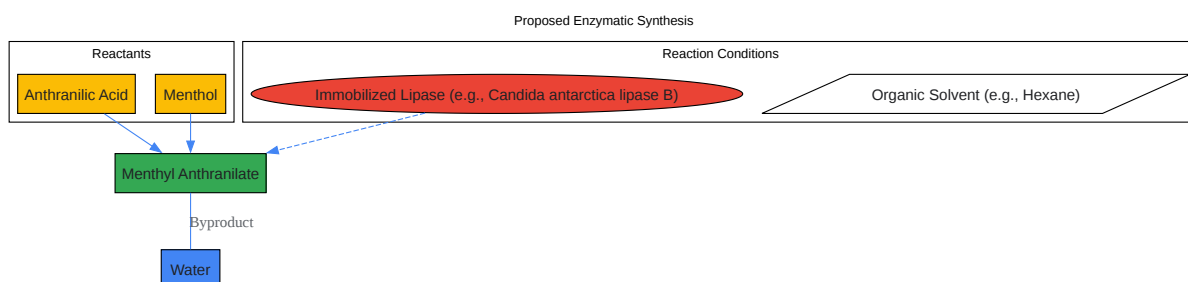 Proposed Enzymatic Synthesis
Reactants
Reaction Conditions
Anthranilic Acid
Menthol
Immobilized Lipase (e.g., Candida antarctica lipase B)
Organic Solvent (e.g., Hexane)
Menthyl Anthranilate
Byproduct
Water